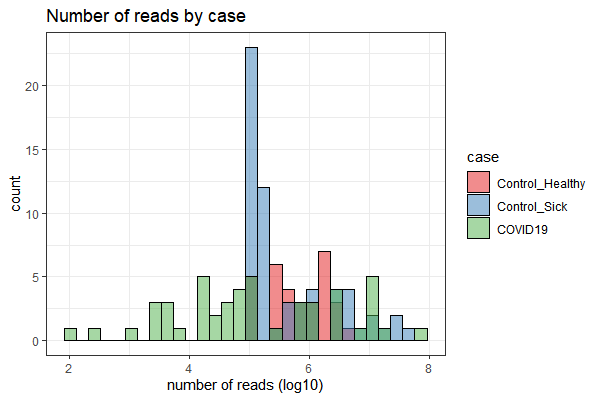 Number of reads by case
20
15
10
5
0
count
2
4
6
8
number of reads (log10)
case
Control_Healthy
Control_Sick
COVID19